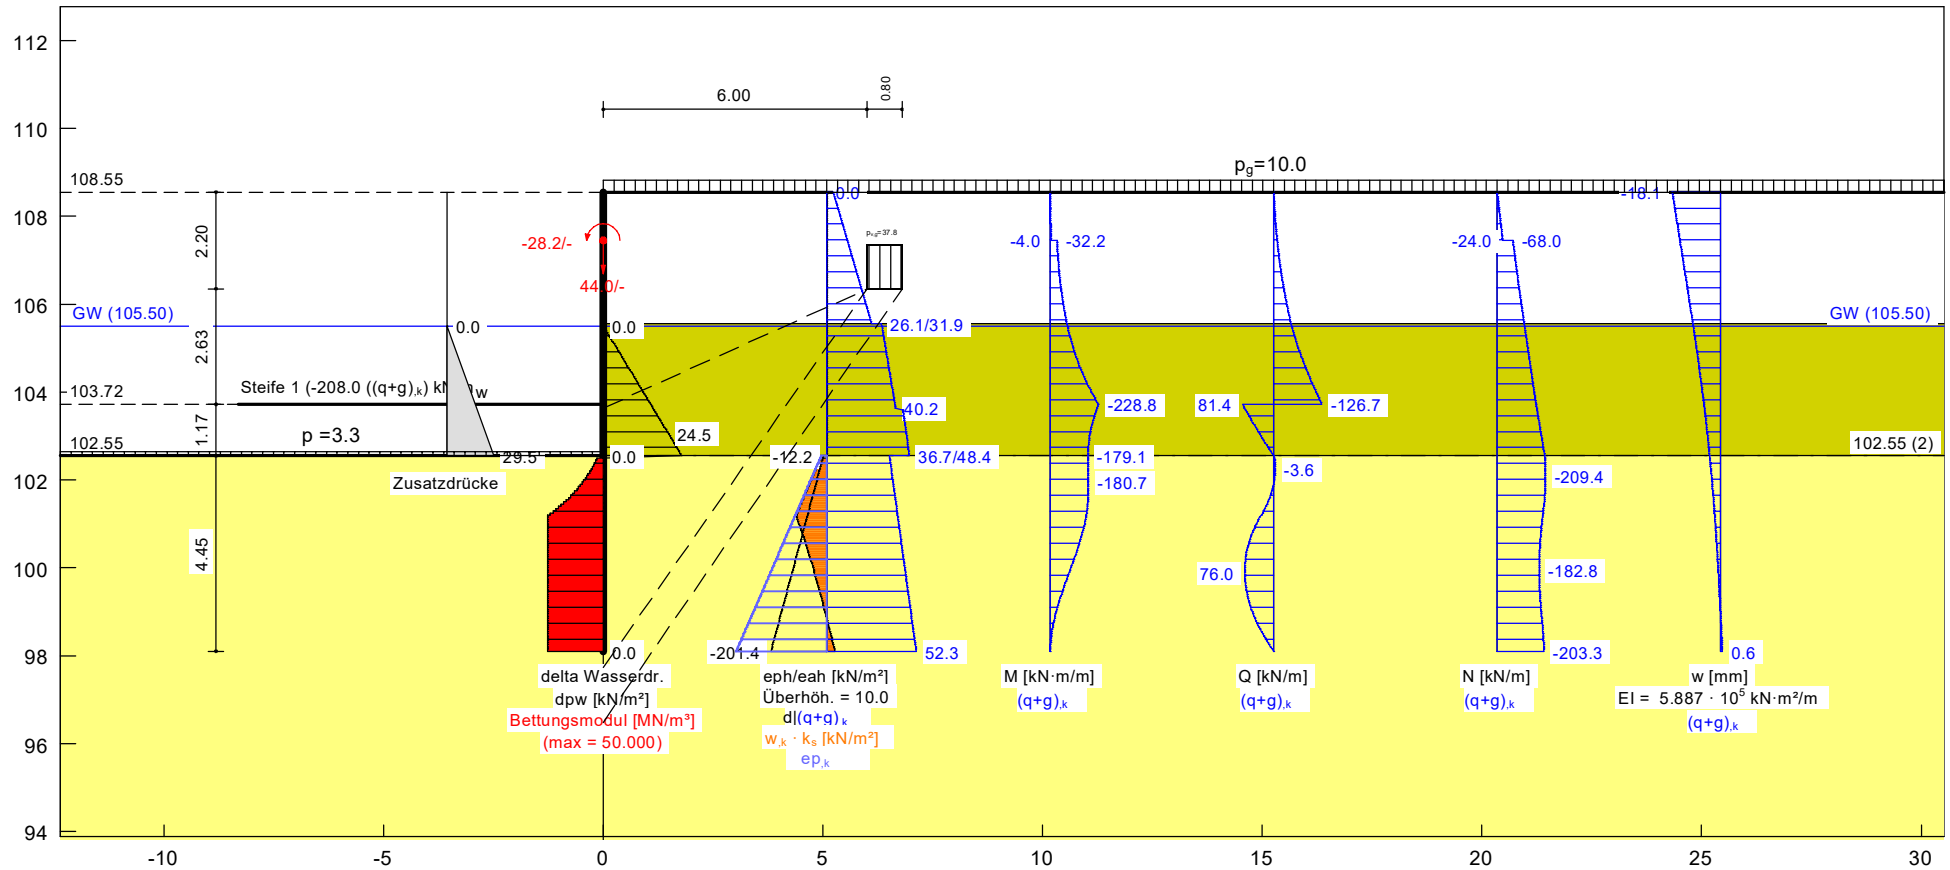 112
110
108
106
104
102
100
98
96
94
6.00
0.80
p_g=10.0
108.55
0.0
-18.1
2.20
-28.2/-
44.0/-
-4.0
-32.2
-24.0
-68.0
GW (105.50)
GW (105.50)
0.0
0.0
26.1/31.9
2.63
Steife 1 (-208.0 ((q+g),k)
w
103.72
40.2
-228.8
81.4
-126.7
1.17
p =3.3
24.5
102.55
102.55 (2)
29.5
0.0
-12.2
36.7/48.4
-179.1
-3.6
Zusatzdrücke
-180.7
-209.4
4.45
76.0
-182.8
0.0
-201.4
52.3
-203.3
0.6
delta Wasserdr.
dpw [kN/m²]
Bettungsmodul [MN/m³]
(max = 50.000)
eph/eah [kN/m²]
Überhöh. = 10.0
d|(q+g),k
w,k · ks [kN/m²]
ep,k
M [kN·m/m]
(q+g),k
Q [kN/m]
(q+g),k
N [kN/m]
(q+g),k
w [mm]
EI = 5.887 · 10⁵ kN·m²/m
(q+g),k
-10
-5
0
5
10
15
20
25
30